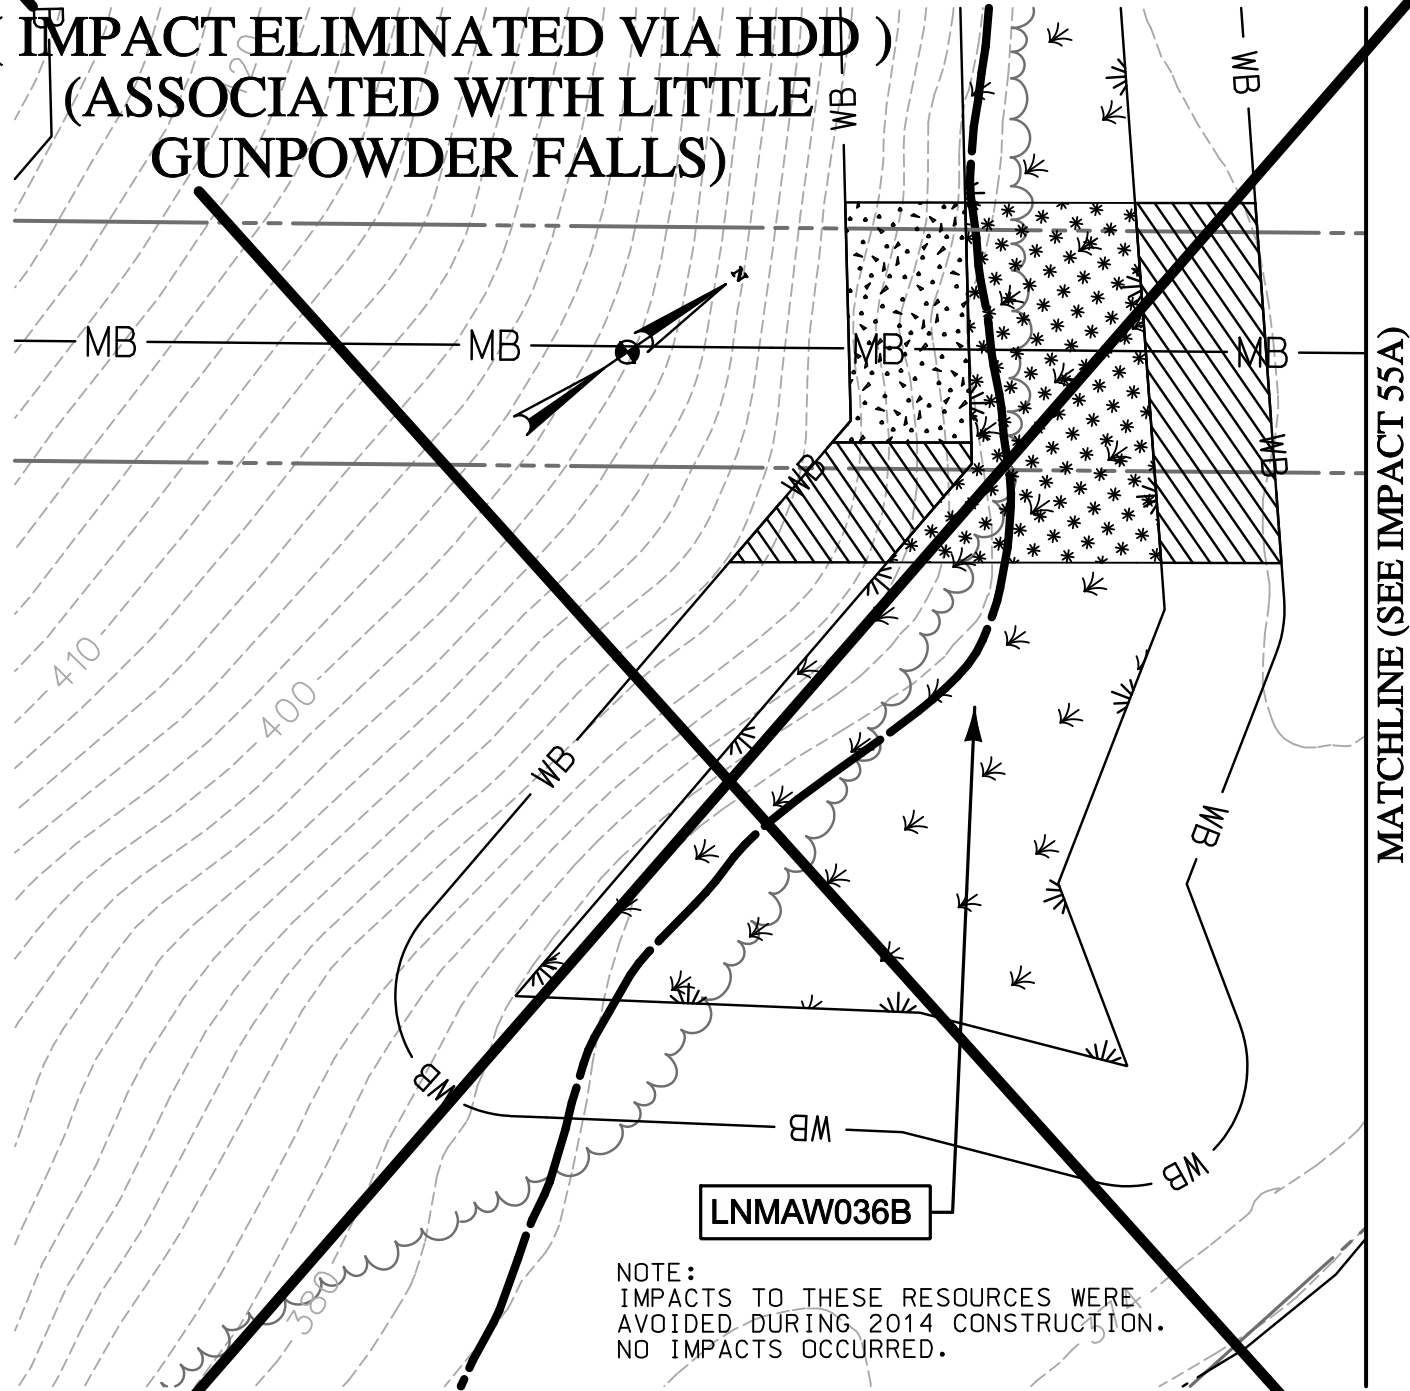 ( IMPACT ELIMINATED VIA HDD )
(ASSOCIATED WITH LITTLE
GUNPOWDER FALLS)
WB
WB
N
MB
MB
MB
MB
WB
WB
MATCHLINE (SEE IMPACT 55A)
410
400
WB
WB
WB
WB
WB
LNMAW036B
380
NOTE:
IMPACTS TO THESE RESOURCES WERE
AVOIDED DURING 2014 CONSTRUCTION.
NO IMPACTS OCCURRED.